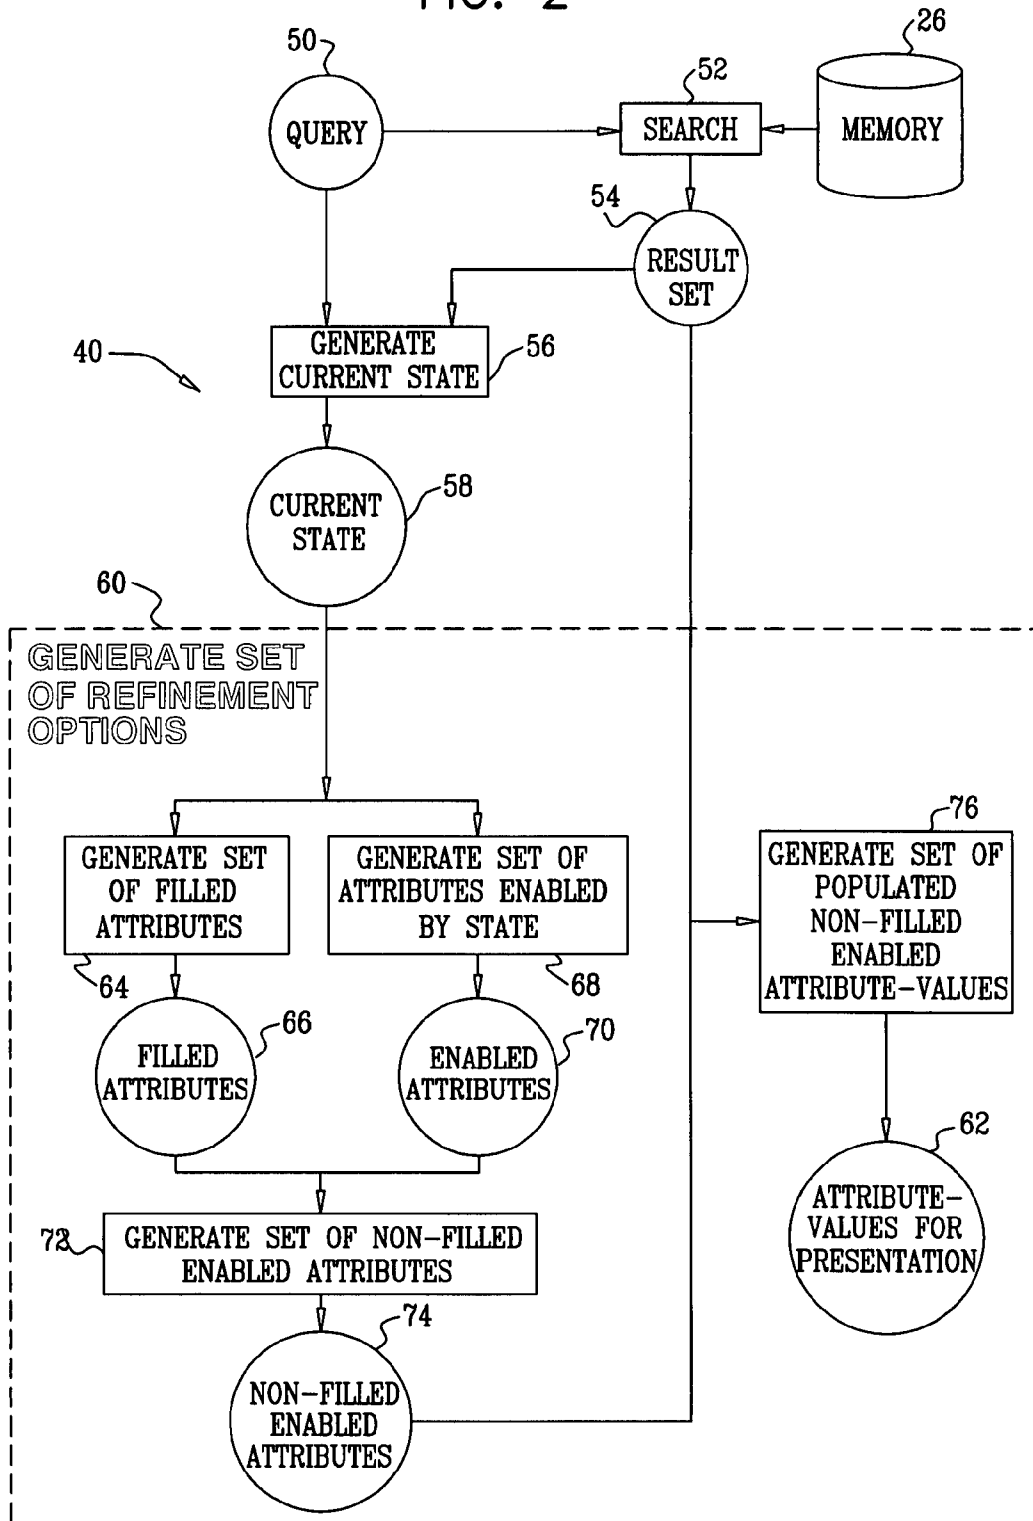 FIG. 2
50
QUERY
52
SEARCH
26
MEMORY
54
RESULT
SET
40
GENERATE
CURRENT STATE
56
CURRENT
STATE
58
60
GENERATE SET
OF REFINEMENT
OPTIONS
GENERATE SET
OF FILLED
ATTRIBUTES
64
GENERATE SET OF
ATTRIBUTES ENABLED
BY STATE
68
76
GENERATE SET OF
POPULATED
NON-FILLED
ENABLED
ATTRIBUTE-VALUES
66
FILLED
ATTRIBUTES
70
ENABLED
ATTRIBUTES
62
ATTRIBUTE-
VALUES FOR
PRESENTATION
72
GENERATE SET OF NON-FILLED
ENABLED ATTRIBUTES
74
NON-FILLED
ENABLED
ATTRIBUTES